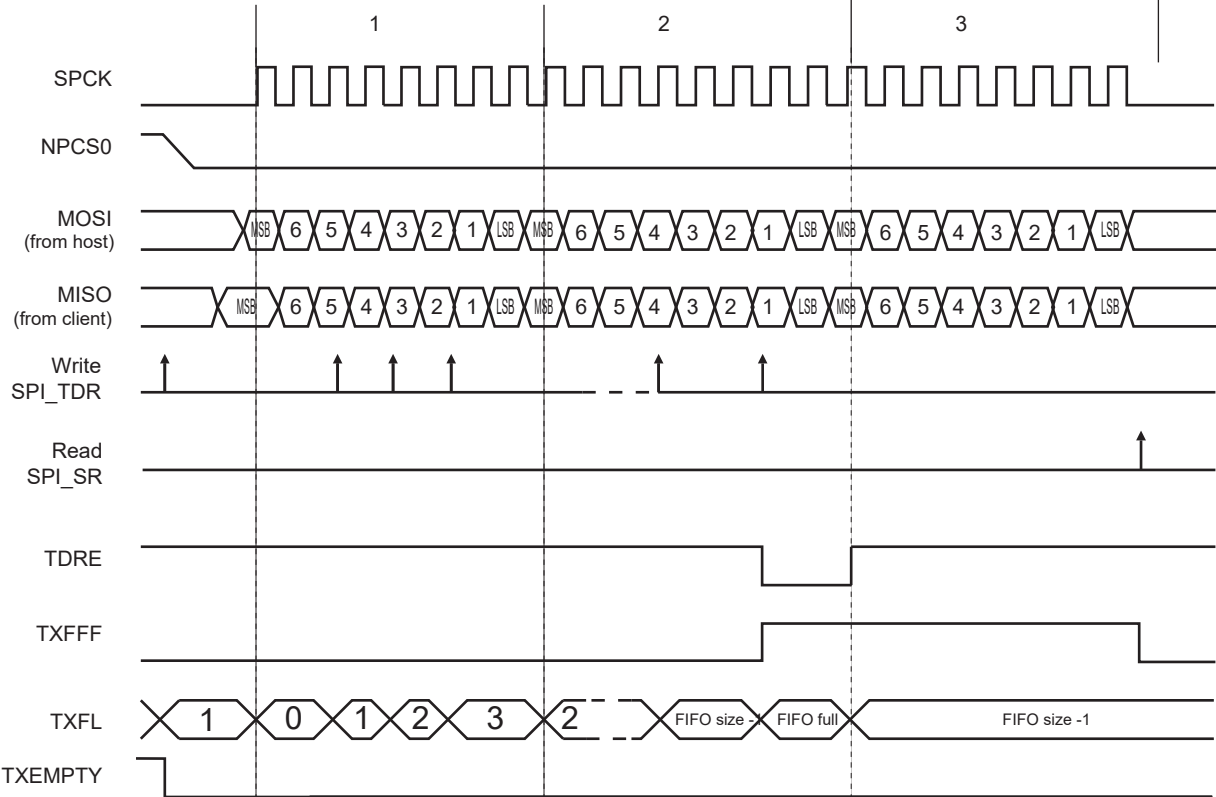 1 2 3
SPCK
NPCS0
MOSI
(from host)
MSB 6 5 4 3 2 1 LSB MSB 6 5 4 3 2 1 LSB MSB 6 5 4 3 2 1 LSB
MISO
(from client)
MSB 6 5 4 3 2 1 LSB MSB 6 5 4 3 2 1 LSB MSB 6 5 4 3 2 1 LSB
Write
SPI_TDR
Read
SPI_SR
TDRE
TXFFF
TXFL
1 0 1 2 3 2 FIFO size -1 FIFO full FIFO size -1
TXEMPTY